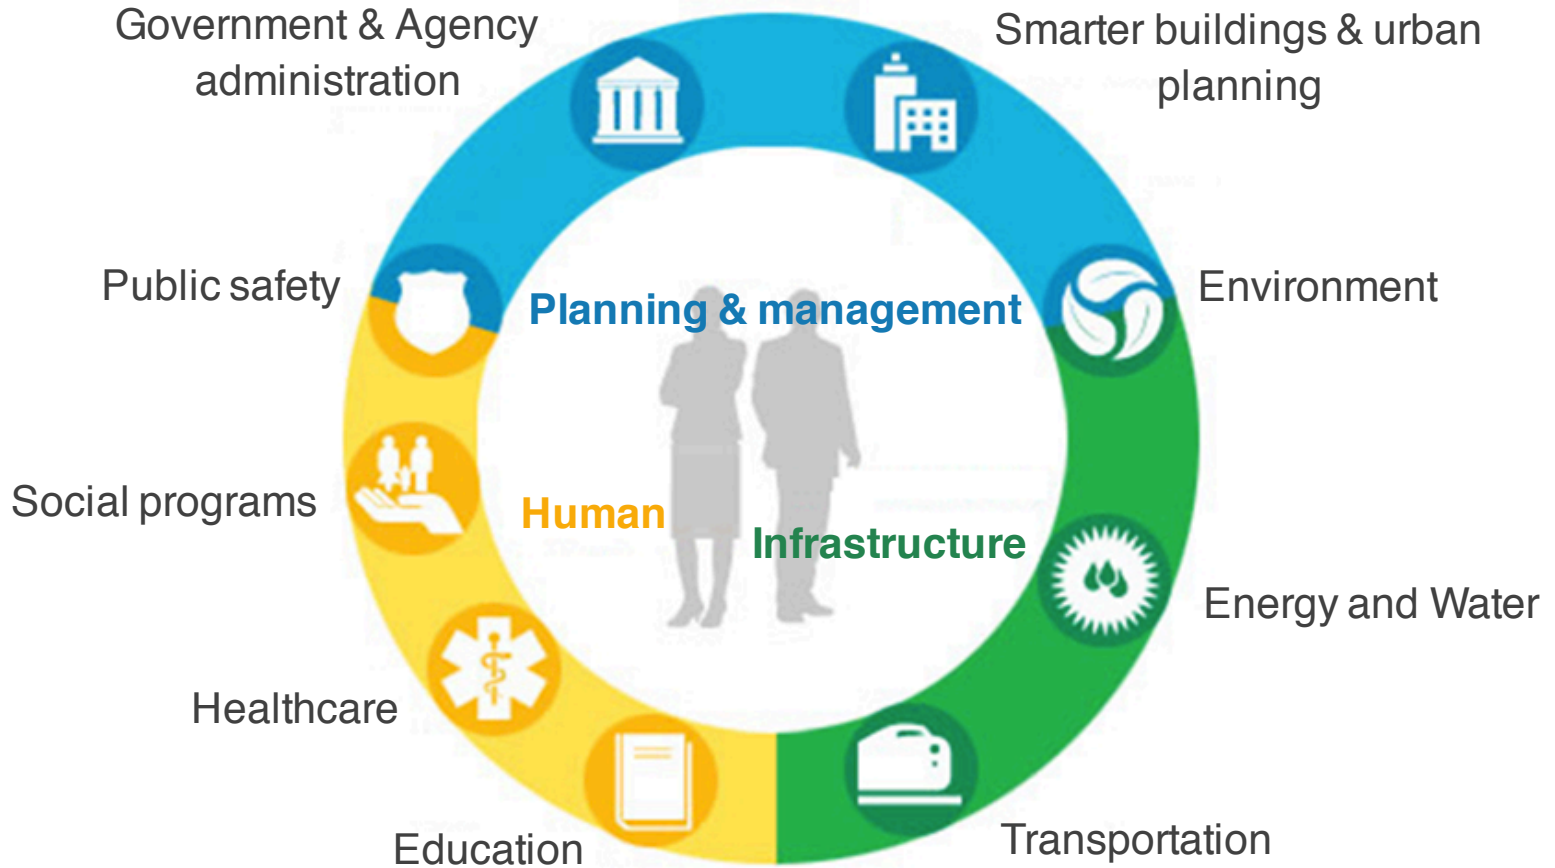 Government & Agency
administration
Smarter buildings & urban
planning
Public safety
Environment
Planning & management
Social programs
Human
Infrastructure
Energy and Water
Healthcare
Education
Transportation